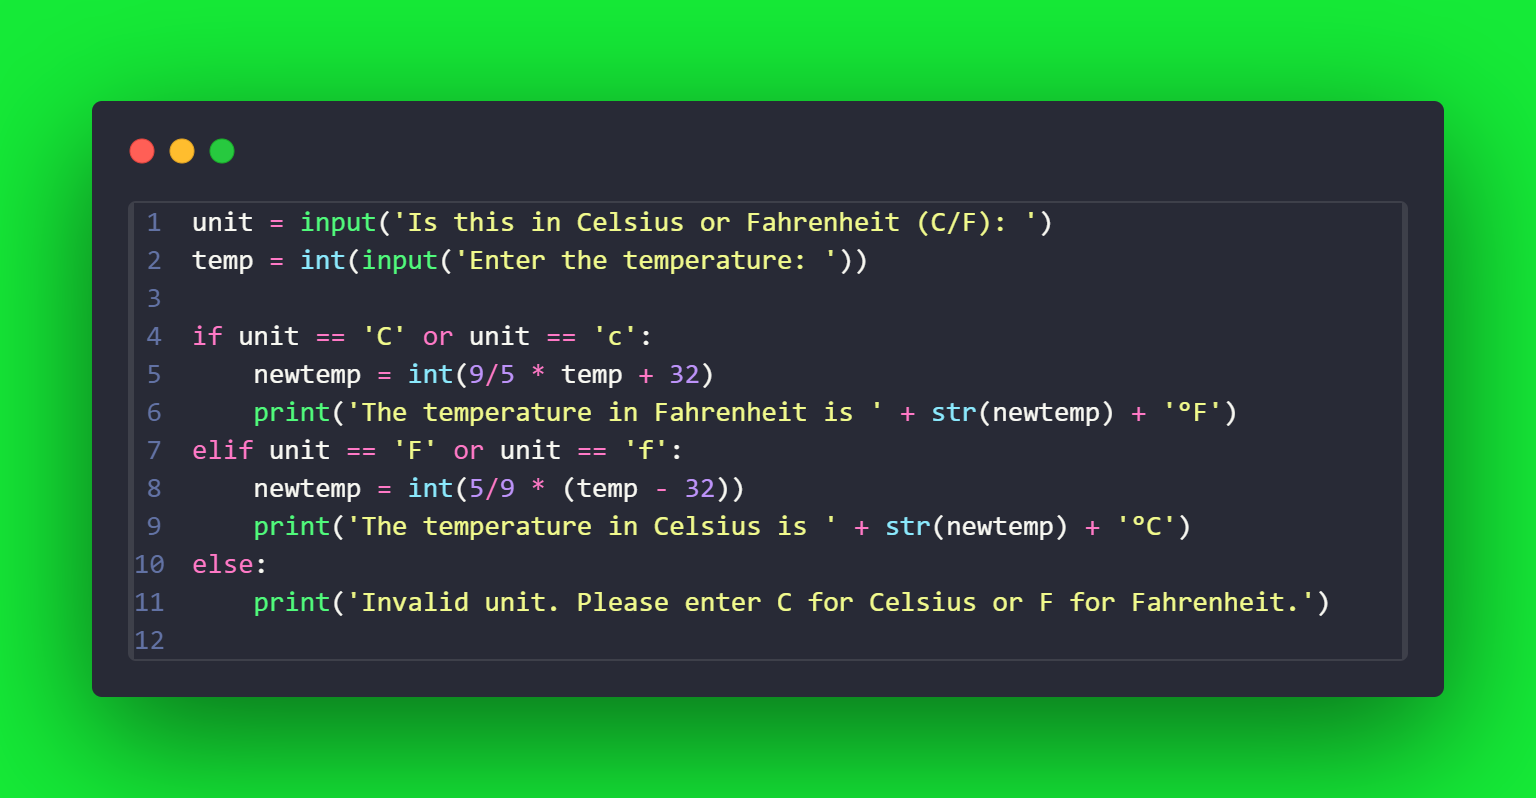 1 unit = input('Is this in Celsius or Fahrenheit (C/F): ')
2 temp = int(input('Enter the temperature: '))
3
4 if unit == 'C' or unit == 'c':
5     newtemp = int(9/5 * temp + 32)
6     print('The temperature in Fahrenheit is ' + str(newtemp) + '°F')
7 elif unit == 'F' or unit == 'f':
8     newtemp = int(5/9 * (temp - 32))
9     print('The temperature in Celsius is ' + str(newtemp) + '°C')
10 else:
11     print('Invalid unit. Please enter C for Celsius or F for Fahrenheit.')
12